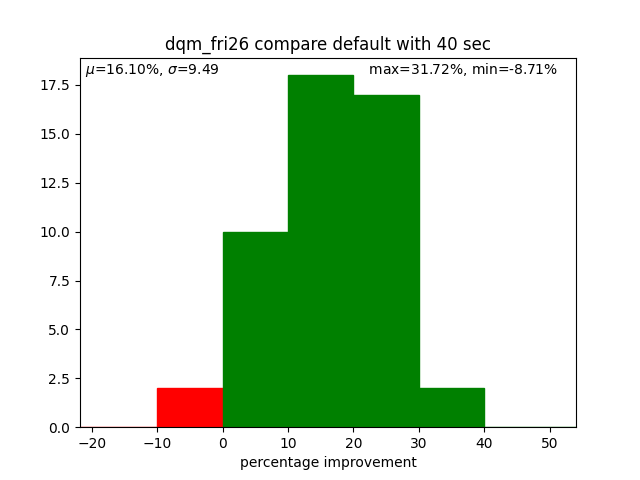 dqm_fri26 compare default with 40 sec
μ=16.10%, σ=9.49
max=31.72%, min=-8.71%
17.5
15.0
12.5
10.0
7.5
5.0
2.5
0.0
−20 −10 0 10 20 30 40 50
percentage improvement